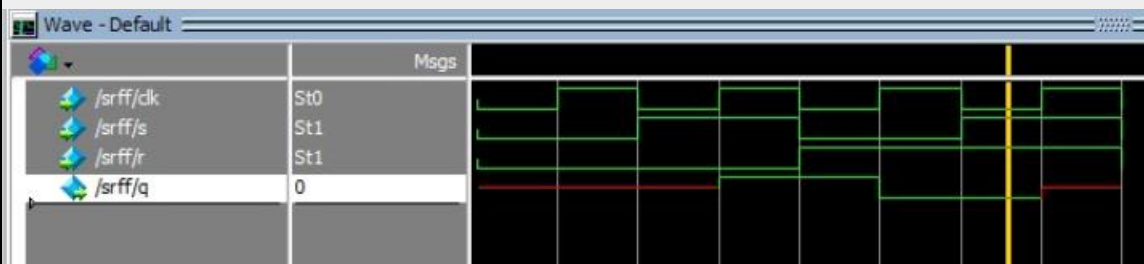 Wave - Default
Msgs
/srff/clk St0
/srff/s St1
/srff/r St1
/srff/q 0